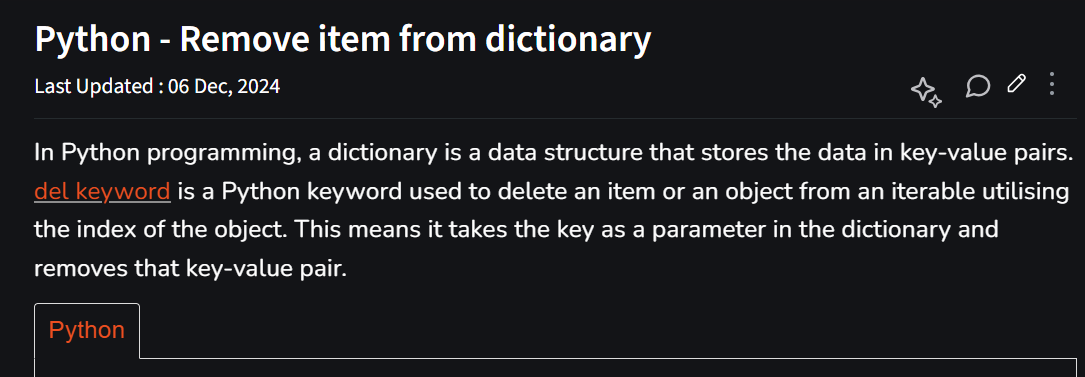 Python - Remove item from dictionary
Last Updated : 06 Dec, 2024
In Python programming, a dictionary is a data structure that stores the data in key-value pairs.
del keyword is a Python keyword used to delete an item or an object from an iterable utilising
the index of the object. This means it takes the key as a parameter in the dictionary and
removes that key-value pair.
Python